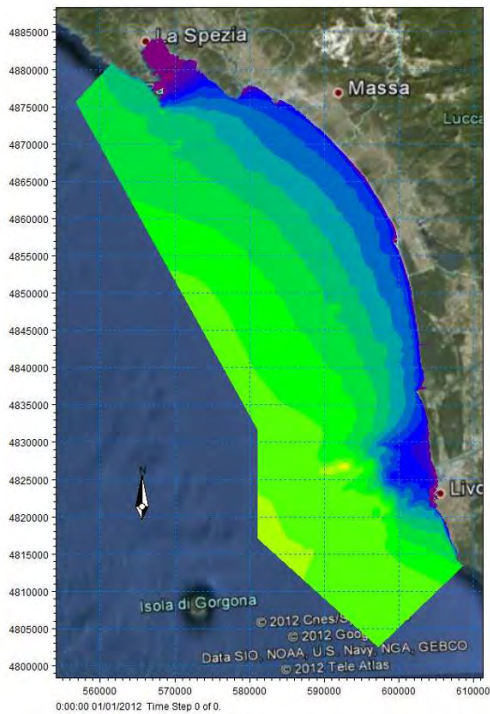 4885000
La Spezia
4880000
4875000
Massa
4870000
Lucca
4865000
4860000
4855000
4850000
4845000
4840000
4835000
4830000
4825000
Livo
N
4820000
4815000
4810000
Isola di Gorgona
© 2012 Cnes/S
4805000
© 2012 Goog
Data SIO, NOAA, U.S. Navy, NGA, GEBCO
4800000
© 2012 Tele Atlas
560000 570000 580000 590000 600000 610000
0:00:00 01/01/2012 Time Step 0 of 0.